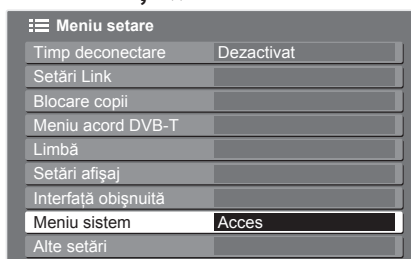 Meniu setare
Timp deconectare Dezactivat
Setări Link
Blocare copii
Meniu acord DVB-T
Limbă
Setări afişaj
Interfaţă obişnuită
Meniu sistem Acces
Alte setări